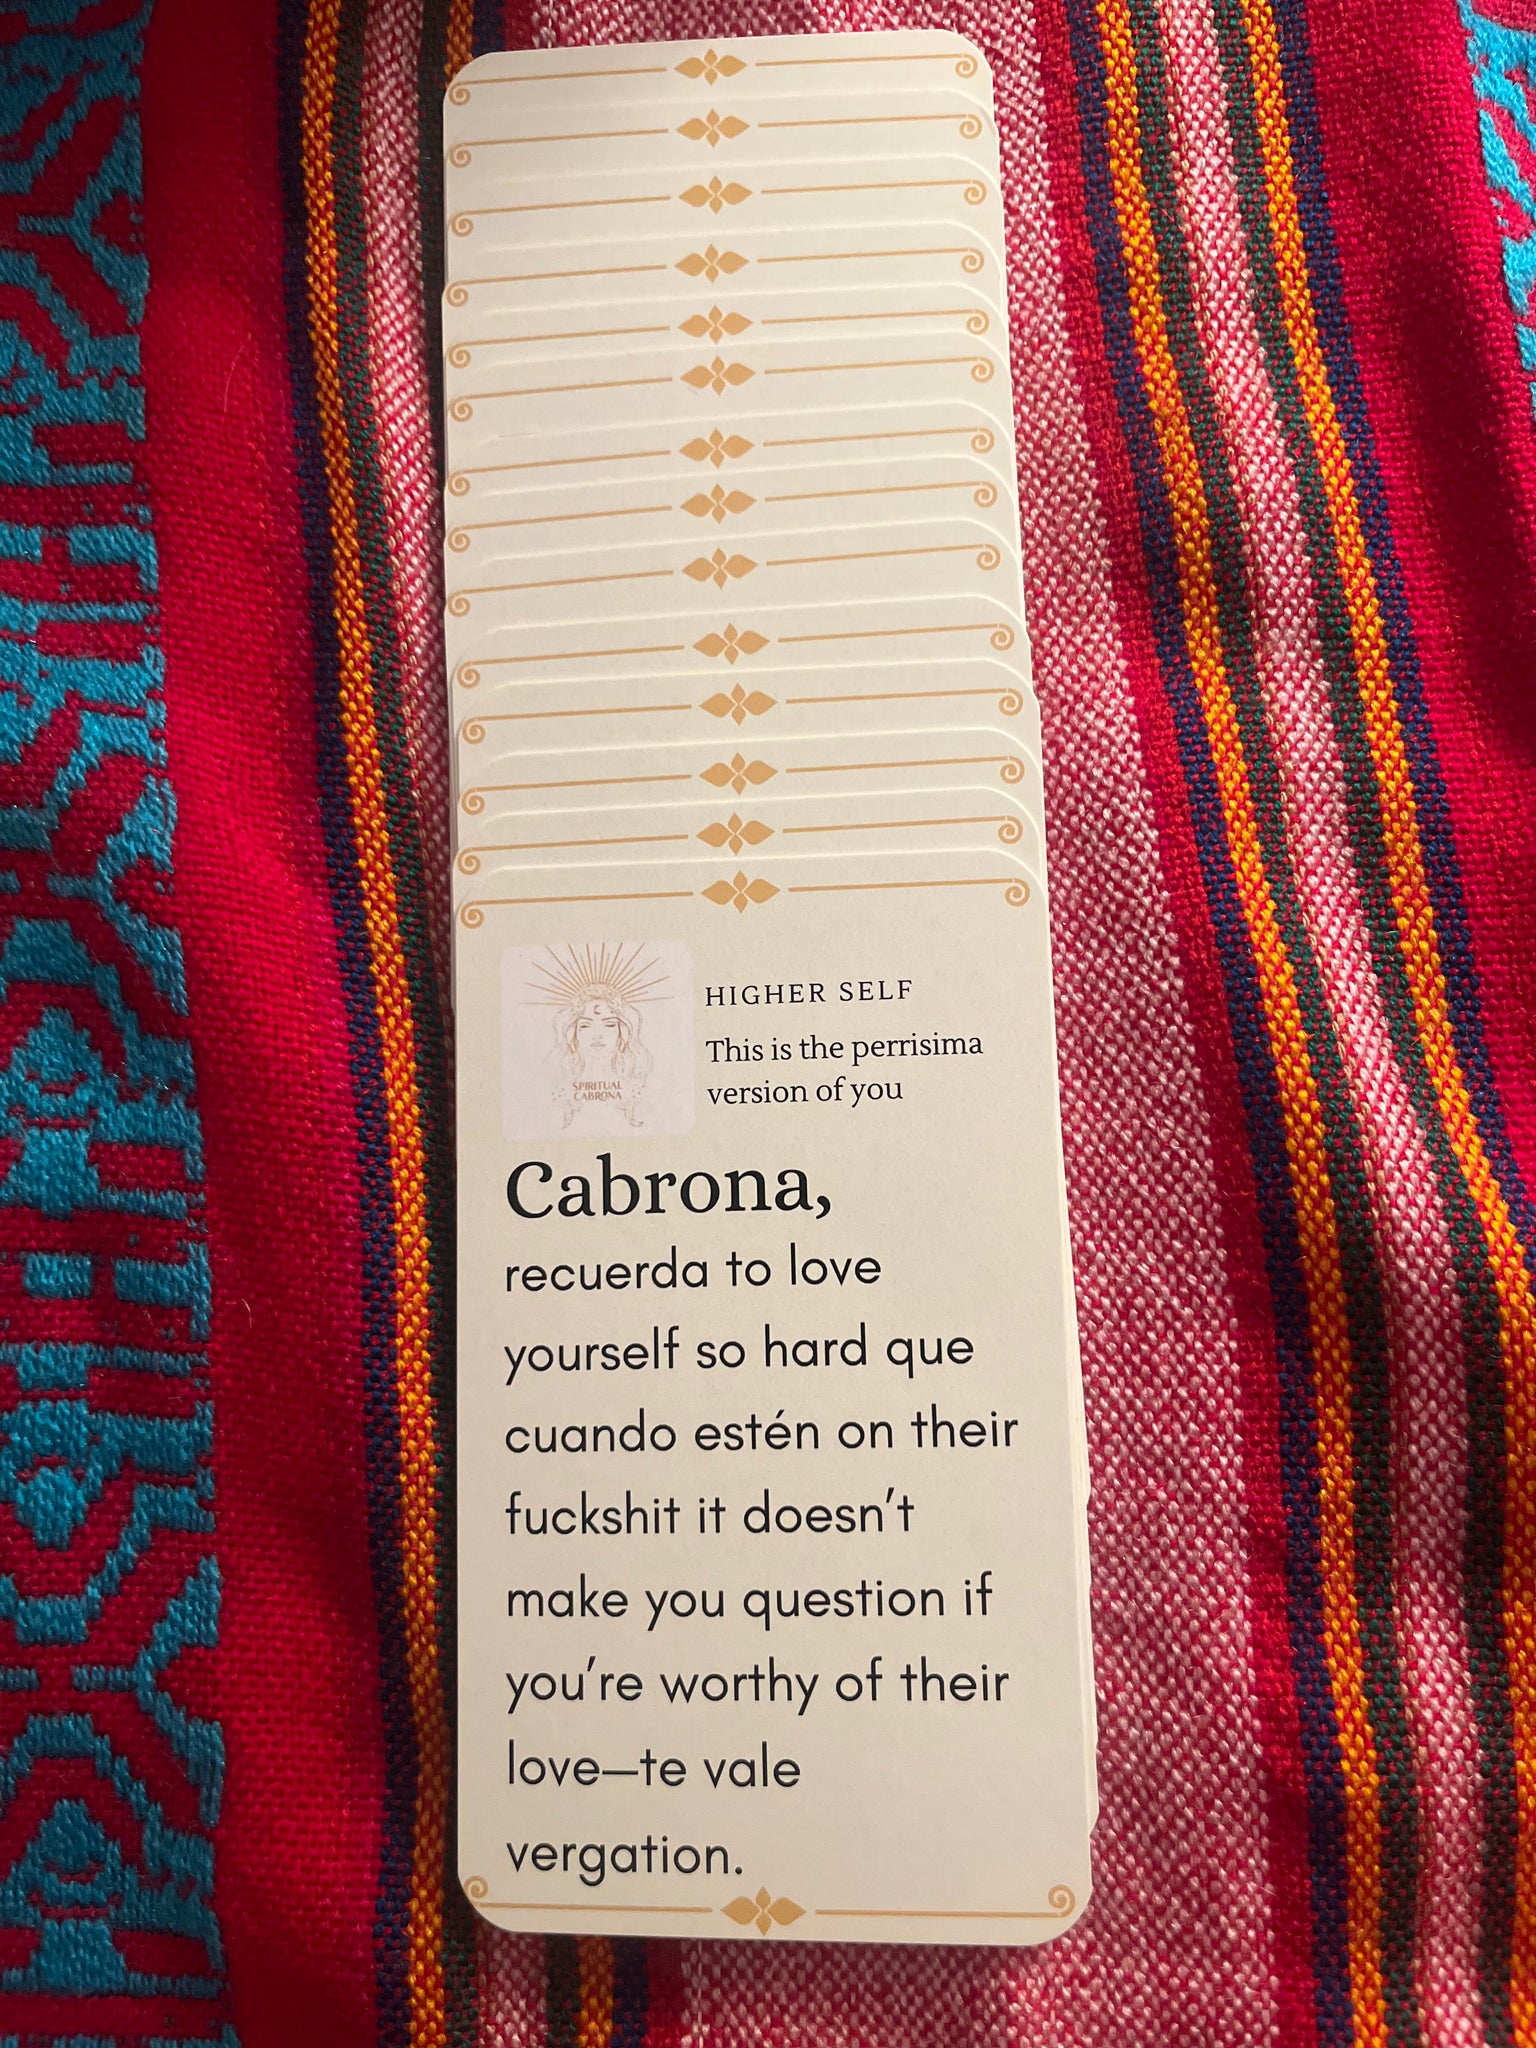 SPIRITUAL
CABRONA
HIGHER SELF
This is the perrisima
version of you
Cabrona,
recuerda to love
yourself so hard que
cuando estén on their
fuckshit it doesn't
make you question if
you're worthy of their
love—te vale
vergation.